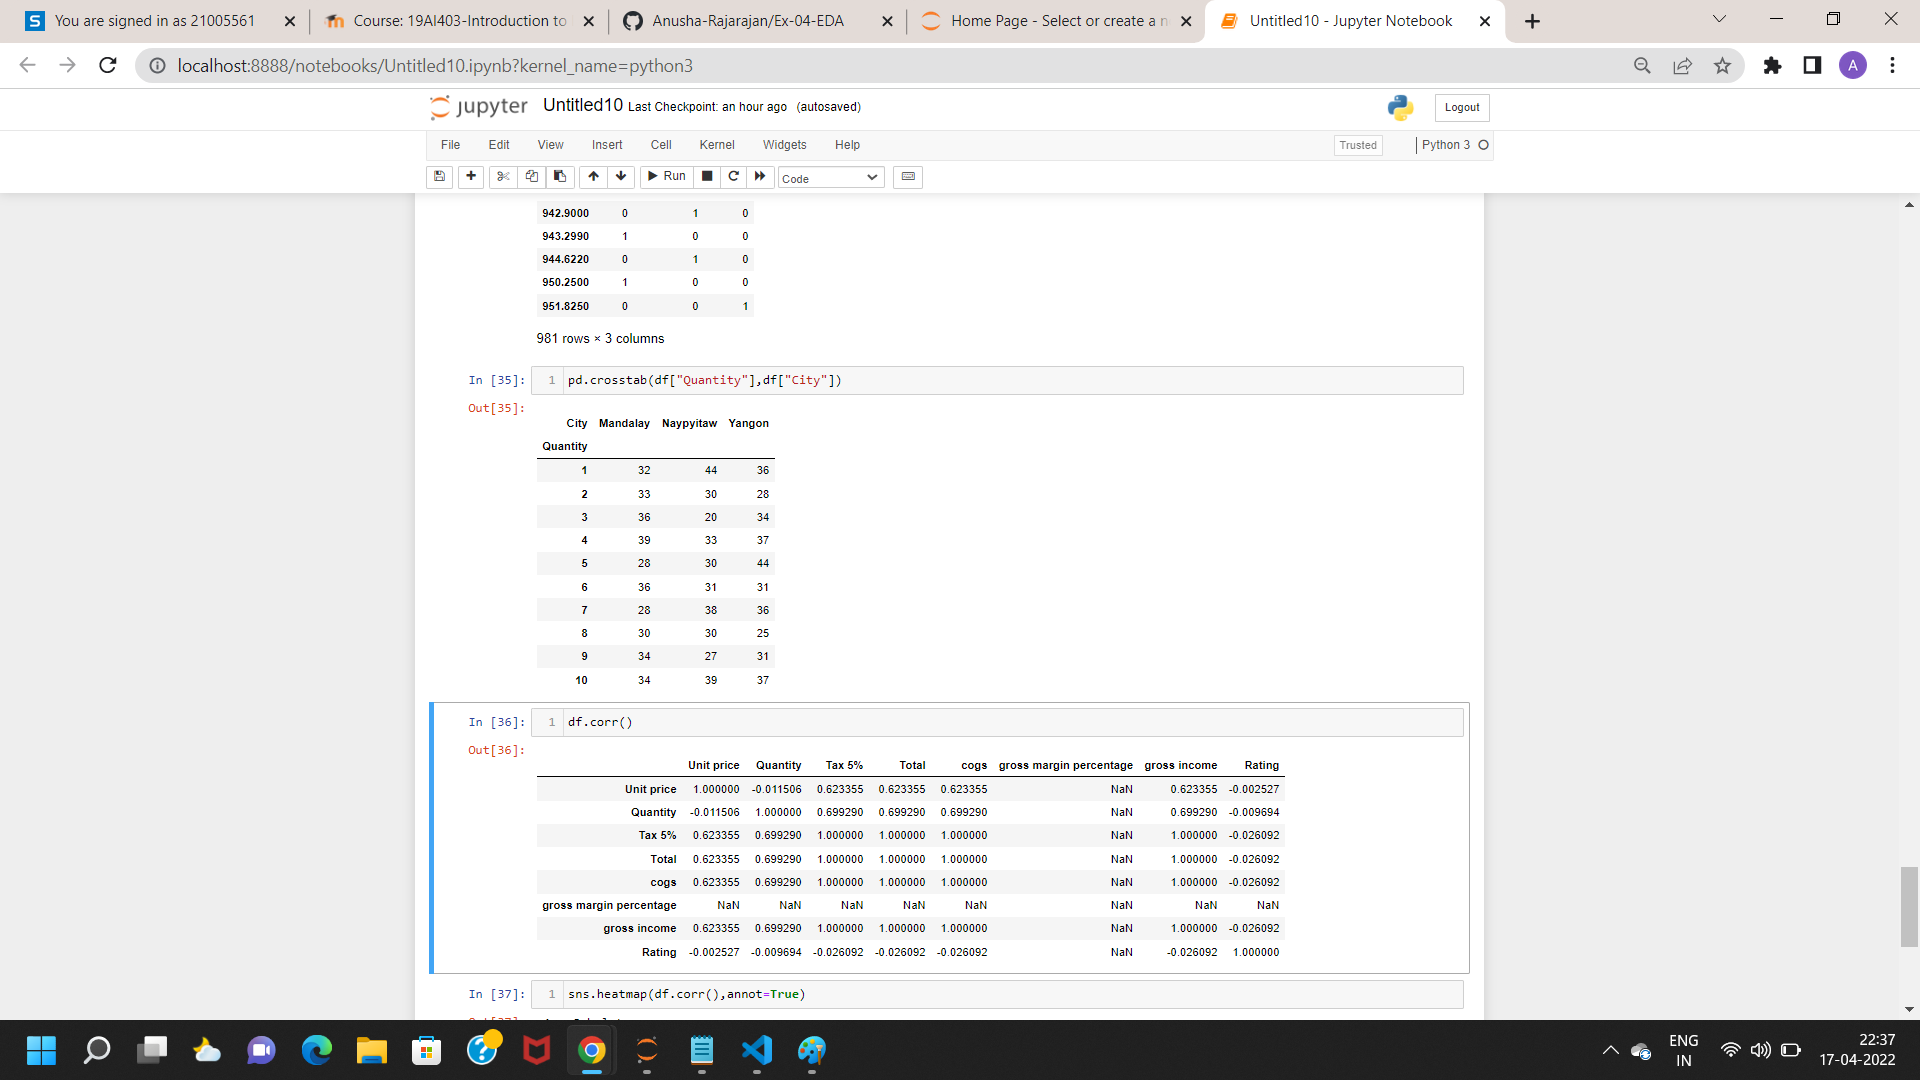 You are signed in as 21005561
Course: 19AI403-Introduction to
Anusha-Rajarajan/Ex-04-EDA
Home Page - Select or create a n
Untitled10 - Jupyter Notebook
localhost:8888/notebooks/Untitled10.ipynb?kernel_name=python3
A
jupyter Untitled10 Last Checkpoint: an hour ago (autosaved)
Logout
File Edit View Insert Cell Kernel Widgets Help
Trusted
Python 3
Run
Code
942.9000 0 1 0
943.2990 1 0 0
944.6220 0 1 0
950.2500 1 0 0
951.8250 0 0 1
981 rows × 3 columns
In [35]: 1 pd.crosstab(df["Quantity"],df["City"])
Out[35]:
City Mandalay Naypyitaw Yangon
Quantity
1 32 44 36
2 33 30 28
3 36 20 34
4 39 33 37
5 28 30 44
6 36 31 31
7 28 38 36
8 30 30 25
9 34 27 31
10 34 39 37
In [36]: 1 df.corr()
Out[36]:
Unit price Quantity Tax 5% Total cogs gross margin percentage gross income Rating
Unit price 1.000000 -0.011506 0.623355 0.623355 0.623355 NaN 0.623355 -0.002527
Quantity -0.011506 1.000000 0.699290 0.699290 0.699290 NaN 0.699290 -0.009694
Tax 5% 0.623355 0.699290 1.000000 1.000000 1.000000 NaN 1.000000 -0.026092
Total 0.623355 0.699290 1.000000 1.000000 1.000000 NaN 1.000000 -0.026092
cogs 0.623355 0.699290 1.000000 1.000000 1.000000 NaN 1.000000 -0.026092
gross margin percentage NaN NaN NaN NaN NaN NaN NaN NaN
gross income 0.623355 0.699290 1.000000 1.000000 1.000000 NaN 1.000000 -0.026092
Rating -0.002527 -0.009694 -0.026092 -0.026092 -0.026092 NaN -0.026092 1.000000
In [37]: 1 sns.heatmap(df.corr(),annot=True)
ENG
IN
22:37
17-04-2022